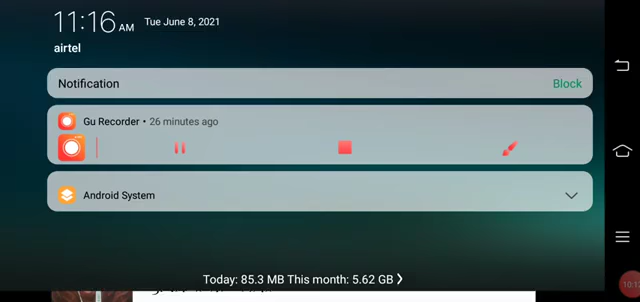 11:16 AM Tue June 8, 2021
airtel
Notification Block
Gu Recorder • 26 minutes ago
Android System
Today: 85.3 MB This month: 5.62 GB ❯